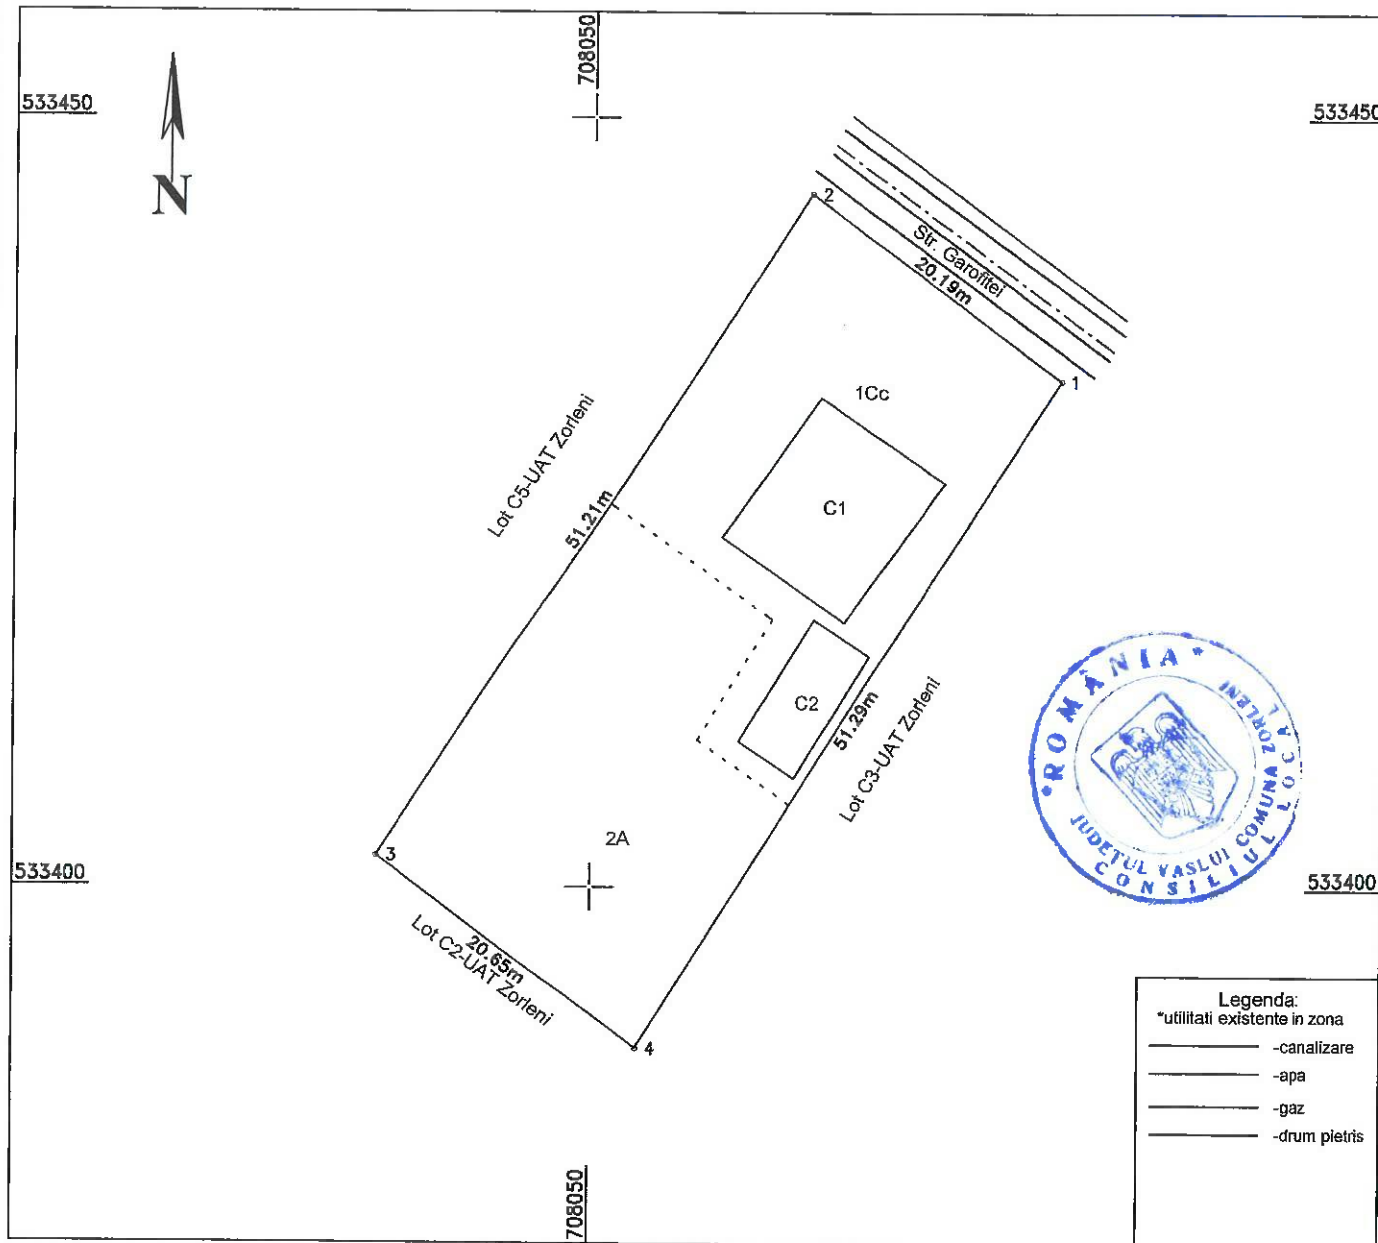 708050
533450
533450
N
2
Str. Garofitei
20.19m
1
1Cc
Lot C5-UAT Zorleni
51.21m
C1
C2
51.29m
Lot C3-UAT Zorleni
*ROMÂNIA*
JUDEŢUL VASLUI COMUNA ZORLENI
CONSILIUL LOCAL
2A
3
533400
533400
20.65m
Lot C2-UAT Zorleni
4
Legenda:
*utilitati existente in zona
-canalizare
-apa
-gaz
-drum pietris
708050